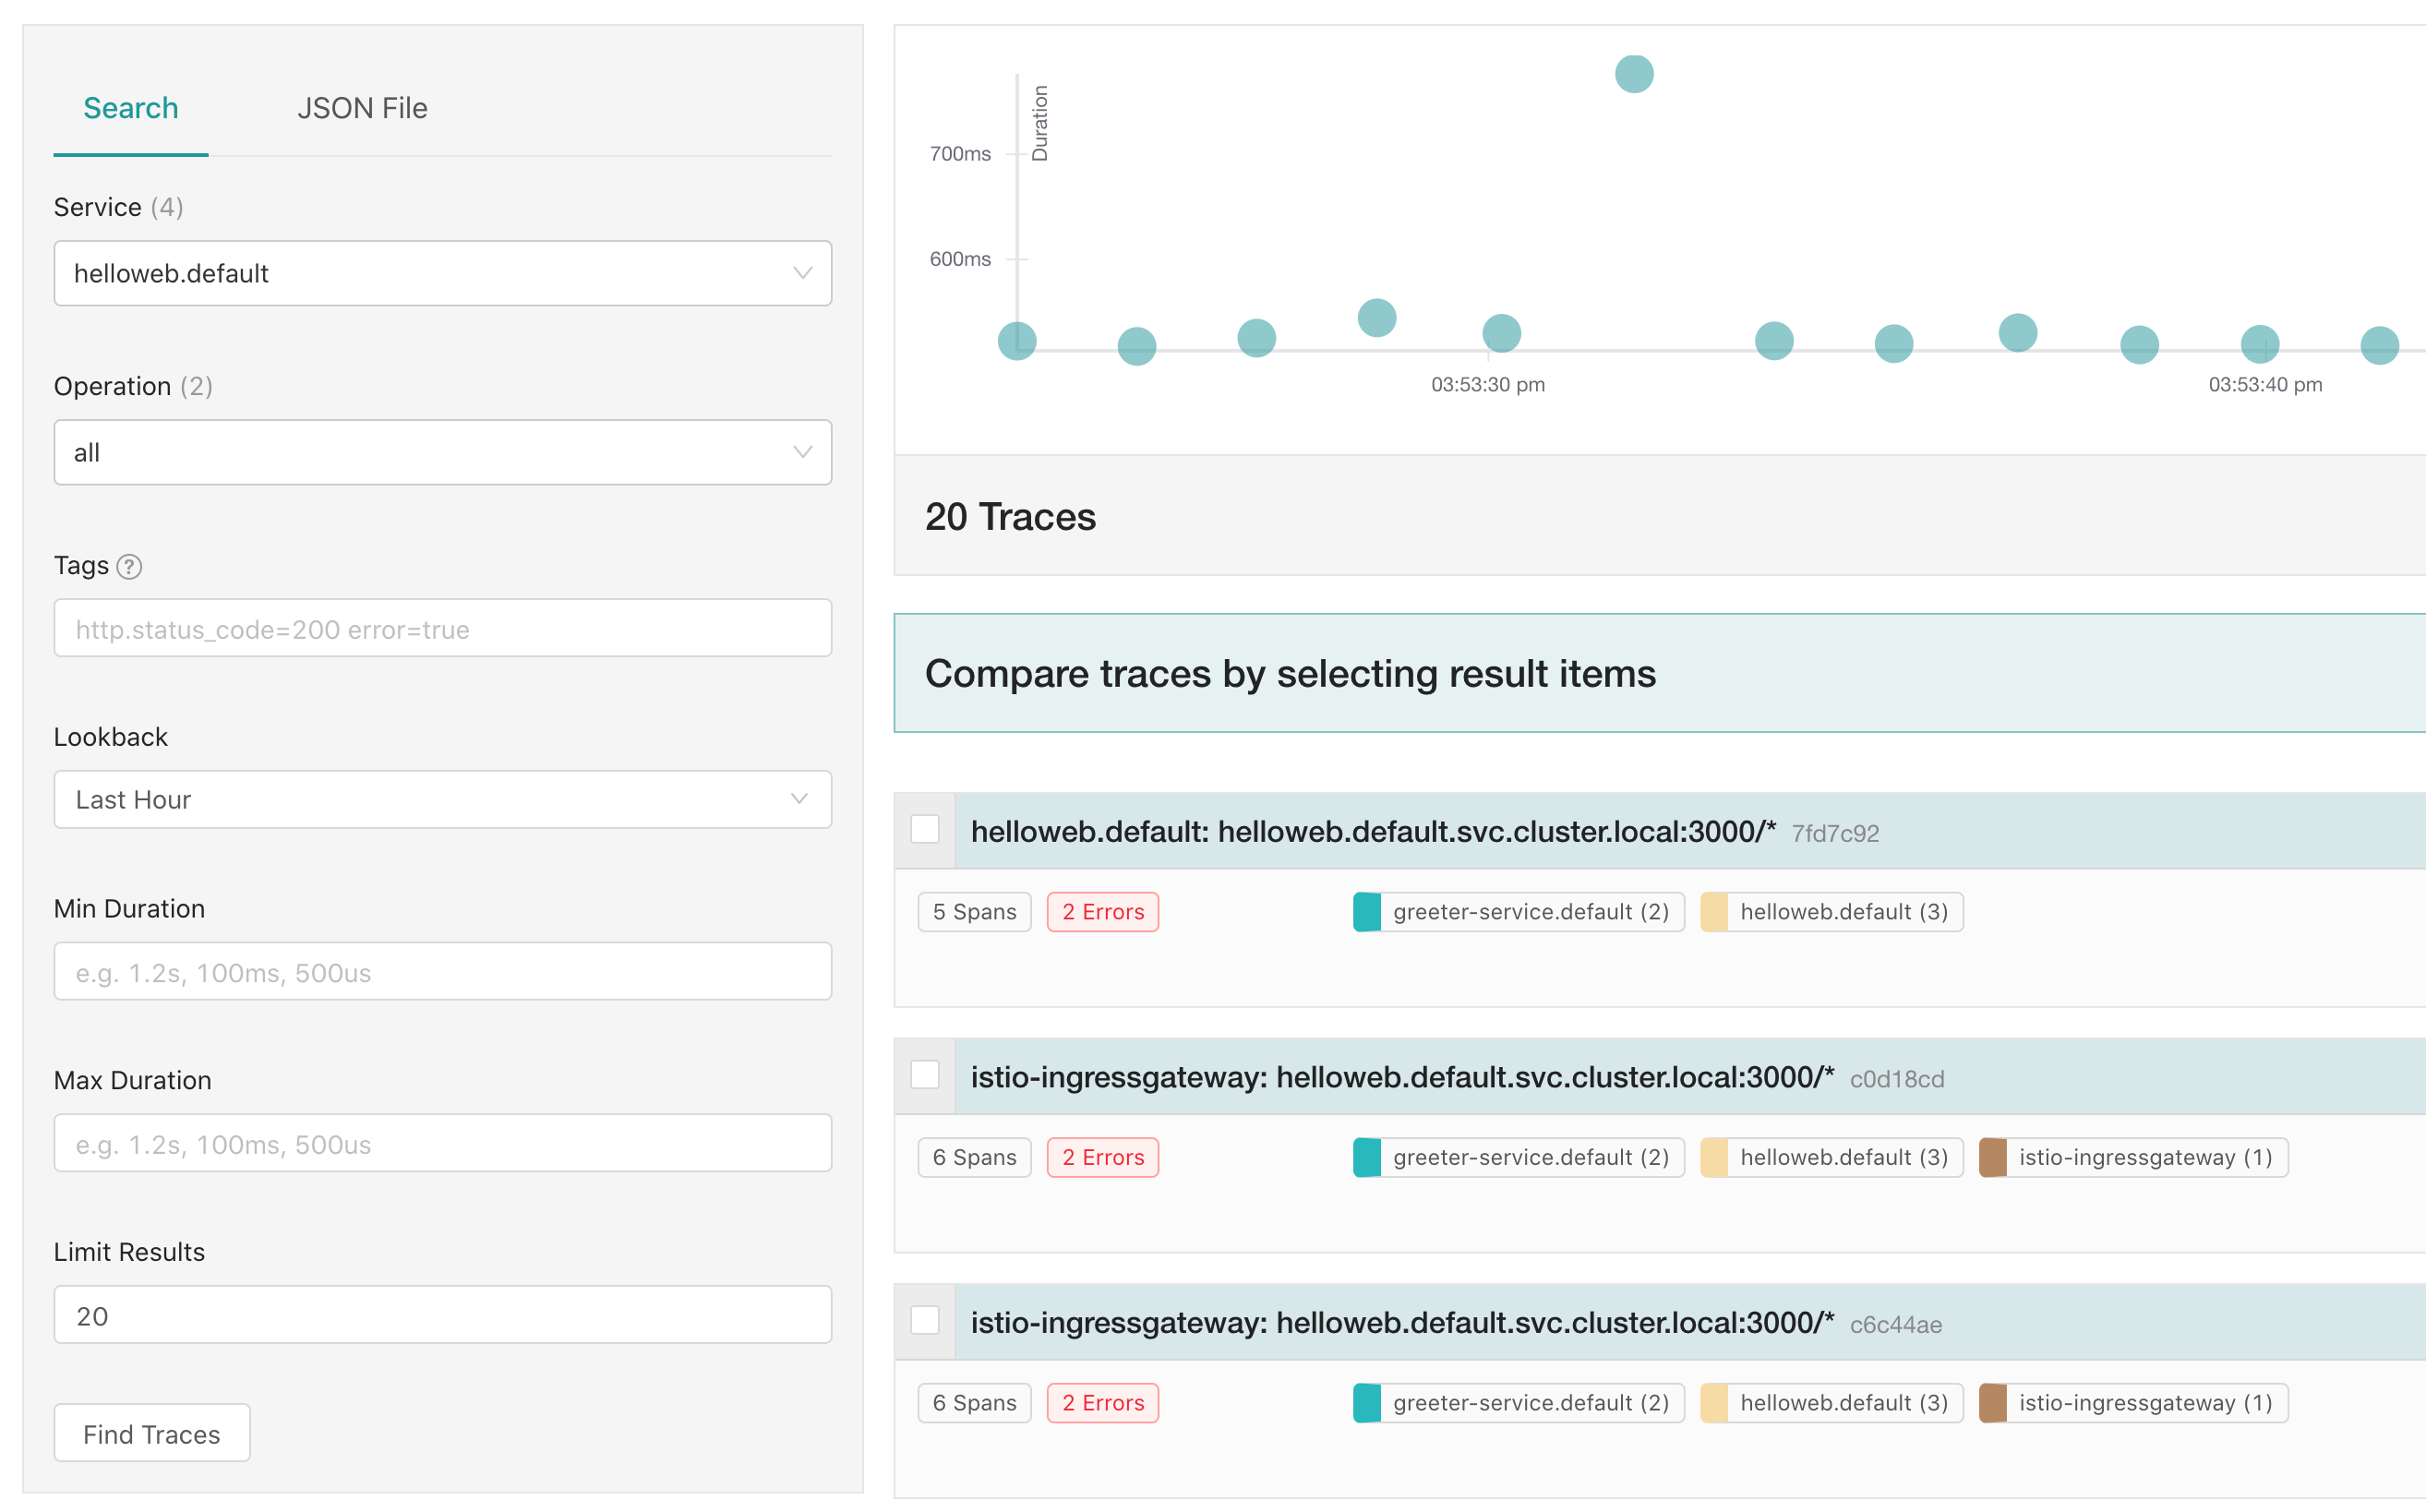 Search
JSON File
Service (4)
helloweb.default
Operation (2)
all
Tags ?
http.status_code=200 error=true
Lookback
Last Hour
Min Duration
e.g. 1.2s, 100ms, 500us
Max Duration
e.g. 1.2s, 100ms, 500us
Limit Results
20
Find Traces
Duration
700ms
600ms
03:53:30 pm
03:53:40 pm
20 Traces
Compare traces by selecting result items
helloweb.default: helloweb.default.svc.cluster.local:3000/* 7fd7c92
5 Spans
2 Errors
greeter-service.default (2)
helloweb.default (3)
istio-ingressgateway: helloweb.default.svc.cluster.local:3000/* c0d18cd
6 Spans
2 Errors
greeter-service.default (2)
helloweb.default (3)
istio-ingressgateway (1)
istio-ingressgateway: helloweb.default.svc.cluster.local:3000/* c6c44ae
6 Spans
2 Errors
greeter-service.default (2)
helloweb.default (3)
istio-ingressgateway (1)